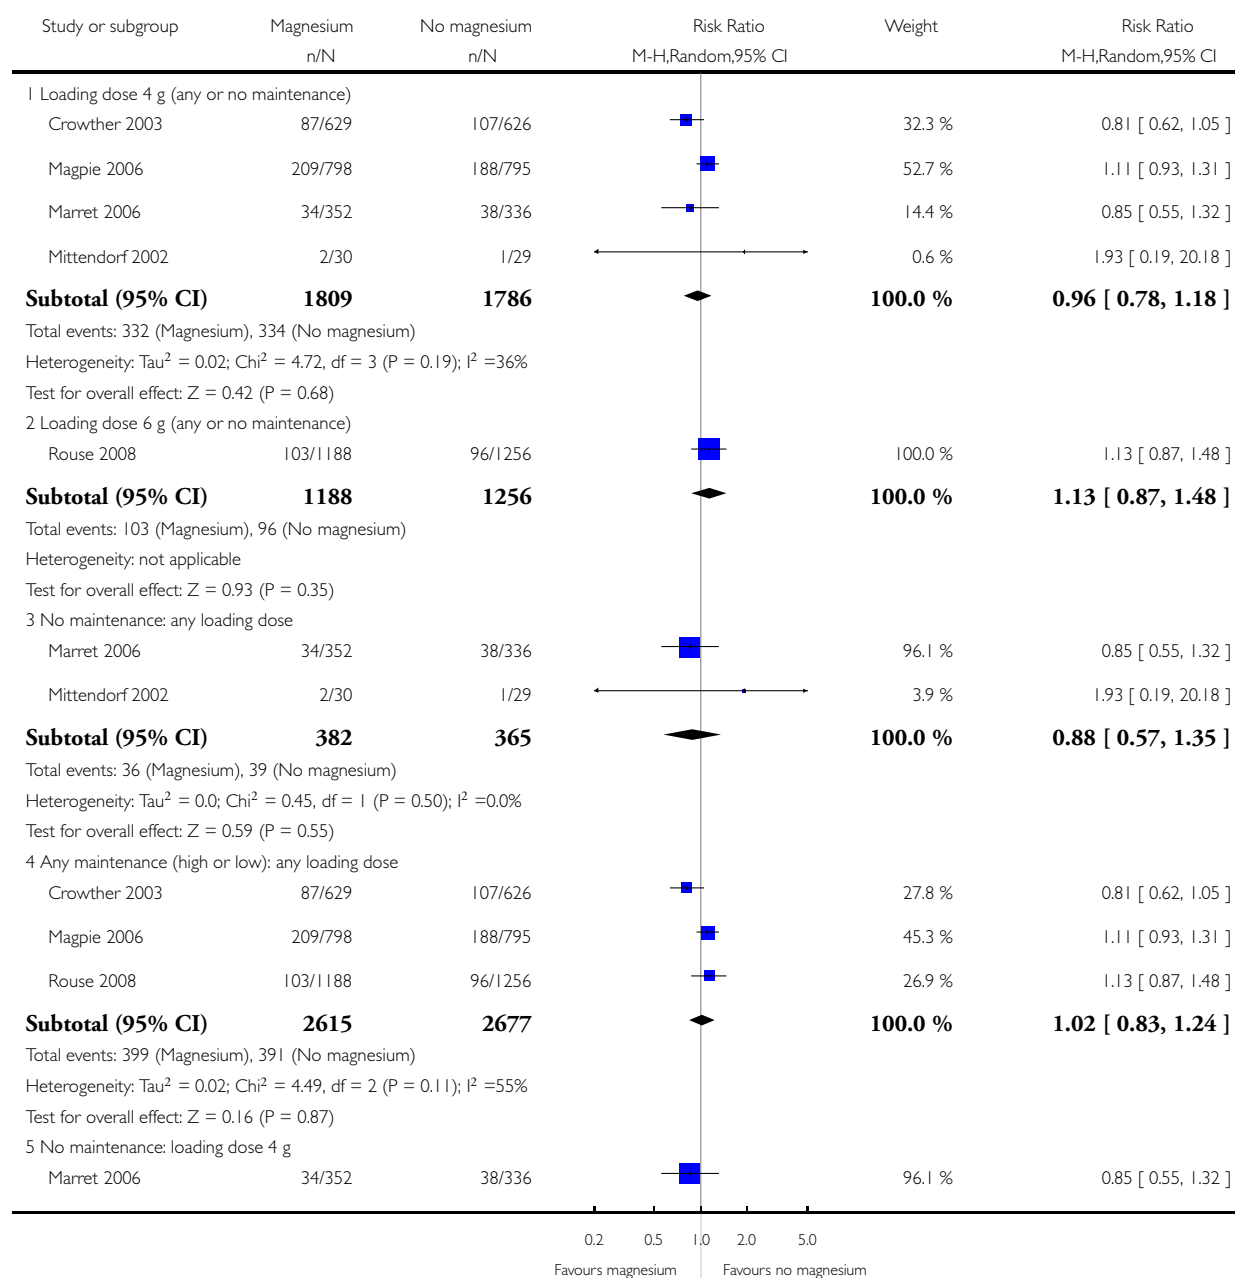 Study or subgroup Magnesium No magnesium Risk Ratio Weight Risk Ratio
n/N n/N M-H,Random,95% CI M-H,Random,95% CI
1 Loading dose 4 g (any or no maintenance)
Crowther 2003 87/629 107/626 32.3 % 0.81 [ 0.62, 1.05 ]
Magpie 2006 209/798 188/795 52.7 % 1.11 [ 0.93, 1.31 ]
Marret 2006 34/352 38/336 14.4 % 0.85 [ 0.55, 1.32 ]
Mittendorf 2002 2/30 1/29 0.6 % 1.93 [ 0.19, 20.18 ]
Subtotal (95% CI) 1809 1786 100.0 % 0.96 [ 0.78, 1.18 ]
Total events: 332 (Magnesium), 334 (No magnesium)
Heterogeneity: Tau² = 0.02; Chi² = 4.72, df = 3 (P = 0.19); I² =36%
Test for overall effect: Z = 0.42 (P = 0.68)
2 Loading dose 6 g (any or no maintenance)
Rouse 2008 103/1188 96/1256 100.0 % 1.13 [ 0.87, 1.48 ]
Subtotal (95% CI) 1188 1256 100.0 % 1.13 [ 0.87, 1.48 ]
Total events: 103 (Magnesium), 96 (No magnesium)
Heterogeneity: not applicable
Test for overall effect: Z = 0.93 (P = 0.35)
3 No maintenance: any loading dose
Marret 2006 34/352 38/336 96.1 % 0.85 [ 0.55, 1.32 ]
Mittendorf 2002 2/30 1/29 3.9 % 1.93 [ 0.19, 20.18 ]
Subtotal (95% CI) 382 365 100.0 % 0.88 [ 0.57, 1.35 ]
Total events: 36 (Magnesium), 39 (No magnesium)
Heterogeneity: Tau² = 0.0; Chi² = 0.45, df = 1 (P = 0.50); I² =0.0%
Test for overall effect: Z = 0.59 (P = 0.55)
4 Any maintenance (high or low): any loading dose
Crowther 2003 87/629 107/626 27.8 % 0.81 [ 0.62, 1.05 ]
Magpie 2006 209/798 188/795 45.3 % 1.11 [ 0.93, 1.31 ]
Rouse 2008 103/1188 96/1256 26.9 % 1.13 [ 0.87, 1.48 ]
Subtotal (95% CI) 2615 2677 100.0 % 1.02 [ 0.83, 1.24 ]
Total events: 399 (Magnesium), 391 (No magnesium)
Heterogeneity: Tau² = 0.02; Chi² = 4.49, df = 2 (P = 0.11); I² =55%
Test for overall effect: Z = 0.16 (P = 0.87)
5 No maintenance: loading dose 4 g
Marret 2006 34/352 38/336 96.1 % 0.85 [ 0.55, 1.32 ]
0.2 0.5 1.0 2.0 5.0
Favours magnesium Favours no magnesium